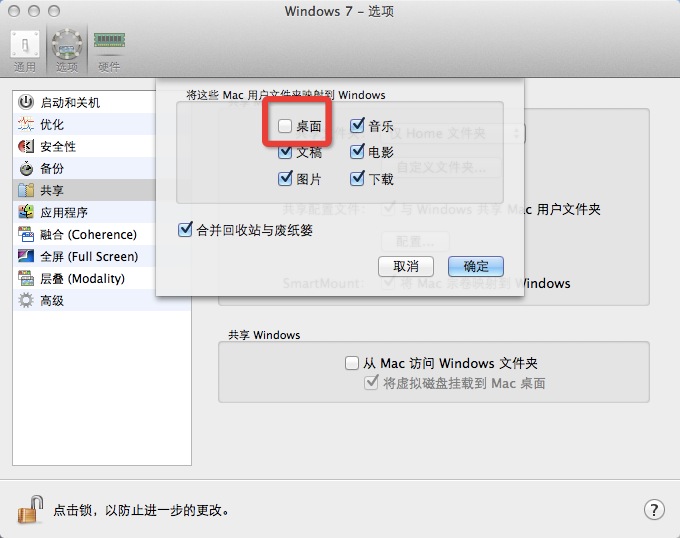 Windows 7 – 选项
通用
选项
硬件
启动和关机
优化
安全性
备份
共享
应用程序
融合 (Coherence)
全屏 (Full Screen)
层叠 (Modality)
高级
将这些 Mac 用户文件夹映射到 Windows
桌面
音乐
文稿
电影
图片
下载
合并回收站与废纸篓
取消
确定
仅 Home 文件夹
自定义文件夹...
共享配置文件：
与 Windows 共享 Mac 用户文件夹
配置...
SmartMount：
将 Mac 宗卷映射到 Windows
共享 Windows
从 Mac 访问 Windows 文件夹
将虚拟磁盘挂载到 Mac 桌面
点击锁，以防止进一步的更改。
?